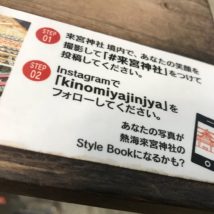 STEP 01
來宮神社 境内で、あなたの笑顔を
撮影して「#來宮神社」をつけて
投稿してください。
STEP 02
Instagramで
「kinomiyajinjya」を
フォローしてください。
あなたの写真が
熱海來宮神社の
Style Bookになるかも?